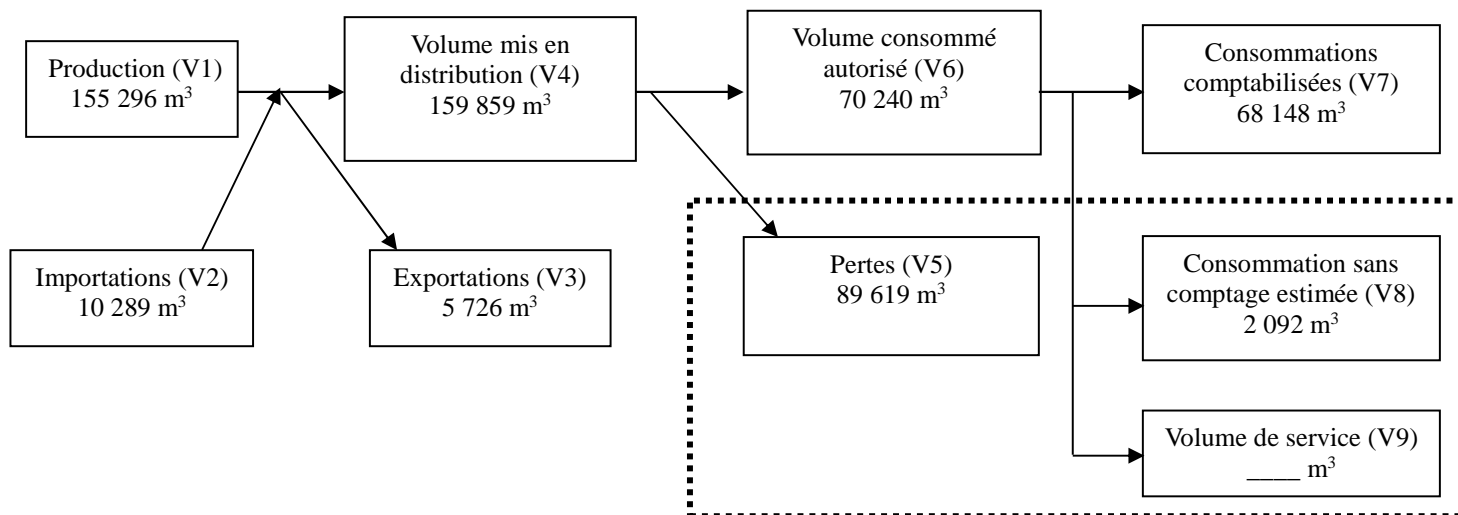 Production (V1)
155 296 m³
Volume mis en
distribution (V4)
159 859 m³
Volume consommé
autorisé (V6)
70 240 m³
Consommations
comptabilisées (V7)
68 148 m³
Importations (V2)
10 289 m³
Exportations (V3)
5 726 m³
Pertes (V5)
89 619 m³
Consommation sans
comptage estimée (V8)
2 092 m³
Volume de service (V9)
____ m³